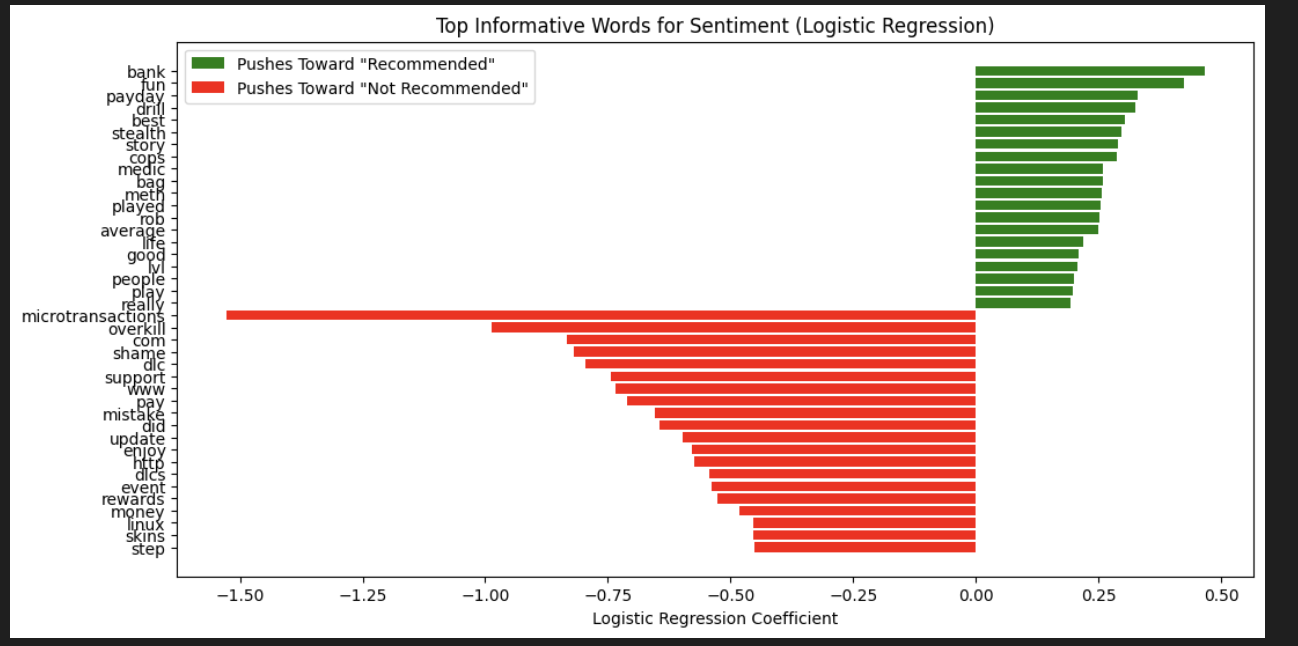 Top Informative Words for Sentiment (Logistic Regression)
Pushes Toward "Recommended"
Pushes Toward "Not Recommended"
bank
fun
payday
drill
best
stealth
story
cops
medic
bag
meth
played
rob
average
life
good
lvl
people
play
really
microtransactions
overkill
com
shame
dlc
support
www
pay
mistake
did
update
enjoy
http
dlcs
event
rewards
money
linux
skins
step
−1.50 −1.25 −1.00 −0.75 −0.50 −0.25 0.00 0.25 0.50
Logistic Regression Coefficient